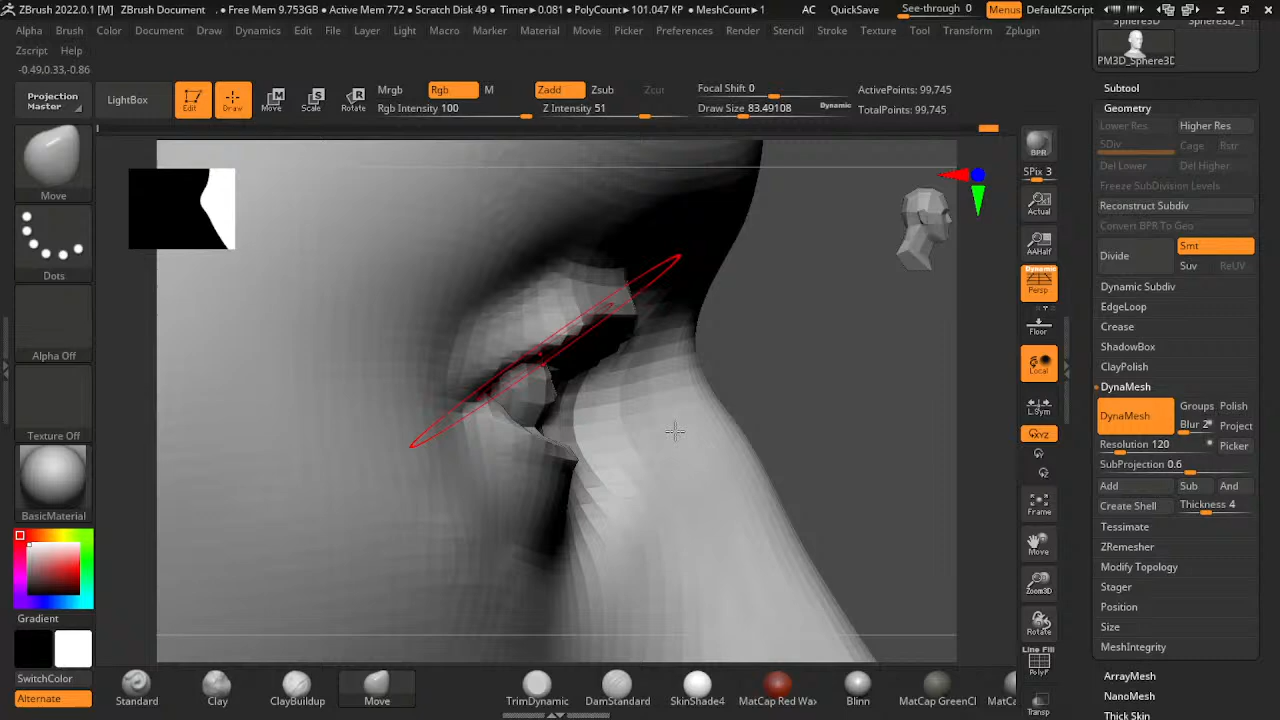 ZBrush 2022.0.1 [M] ZBrush Document . • Free Mem 9.753GB • Active Mem 772 • Scratch Disk 49 • Timer▸0.081 • PolyCount▸101.047 KP • MeshCount▸1 AC QuickSave See-through 0 Menus DefaultZScript
Alpha Brush Color Document Draw Dynamics Edit File Layer Light Macro Marker Material Movie Picker Preferences Render Stencil Stroke Texture Tool Transform Zplugin
Zscript Help
-0.49,0.33,-0.86
Projection Master
LightBox
Edit
Draw
Move
Scale
Rotate
Mrgb Rgb M
Rgb Intensity 100
Zadd Zsub Zcut
Z Intensity 51
Focal Shift 0
Draw Size 83.49108 Dynamic
ActivePoints: 99,745
TotalPoints: 99,745
Move
Dots
Alpha Off
Texture Off
BasicMaterial
Gradient
SwitchColor
Alternate
BPR
SPix 3
Actual
AAHalf
Dynamic
Persp
Floor
Local
L.Sym
XYZ
Frame
Move
Zoom3D
Rotate
Line Fill
PolyF
Transp
Sphere3D Sphere3D_1
PM3D_Sphere3D
Subtool
Geometry
Lower Res Higher Res
SDiv Cage Rstr
Del Lower Del Higher
Freeze SubDivision Levels
Reconstruct Subdiv
Convert BPR To Geo
Divide Smt
Suv ReUV
Dynamic Subdiv
EdgeLoop
Crease
ShadowBox
ClayPolish
DynaMesh
DynaMesh Groups Polish
Blur 2 Project
Resolution 120 Picker
SubProjection 0.6
Add Sub And
Create Shell Thickness 4
Tessimate
ZRemesher
Modify Topology
Stager
Position
Size
MeshIntegrity
ArrayMesh
NanoMesh
Thick Skin
Standard Clay ClayBuildup Move TrimDynamic DamStandard SkinShade4 MatCap Red Wax Blinn MatCap GreenCl MatCa